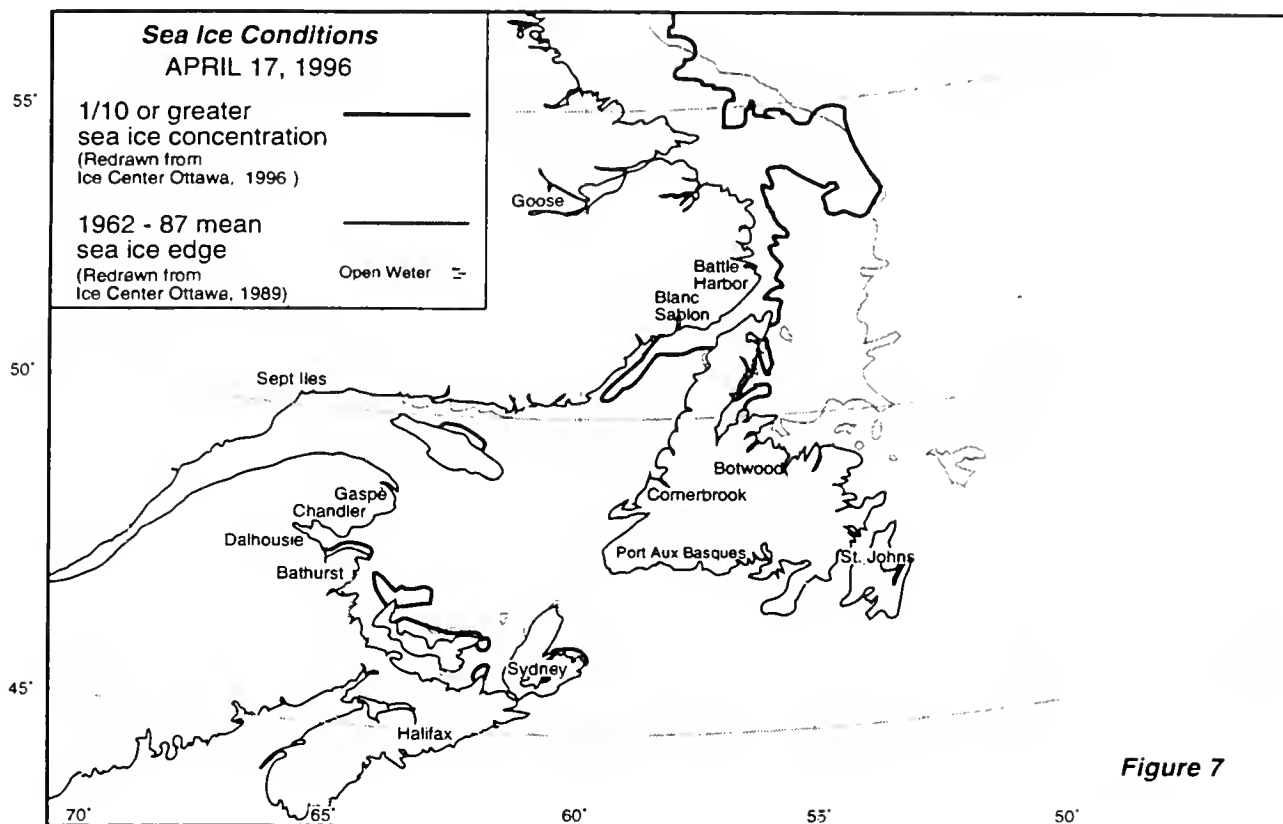 Sea Ice Conditions
APRIL 17, 1996
1/10 or greater
sea ice concentration
(Redrawn from
Ice Center Ottawa, 1996 )
1962 - 87 mean
sea ice edge
(Redrawn from
Ice Center Ottawa, 1989)
Open Water
55°
Goose
Battle
Harbor
Blanc
Sablon
50°
Sept Iles
Botwood
Gaspè
Cornerbrook
Chandler
Dalhousie
Port Aux Basques
St. Johns
Bathurst
Sydney
45°
Halifax
Figure 7
70°
65°
60°
55°
50°